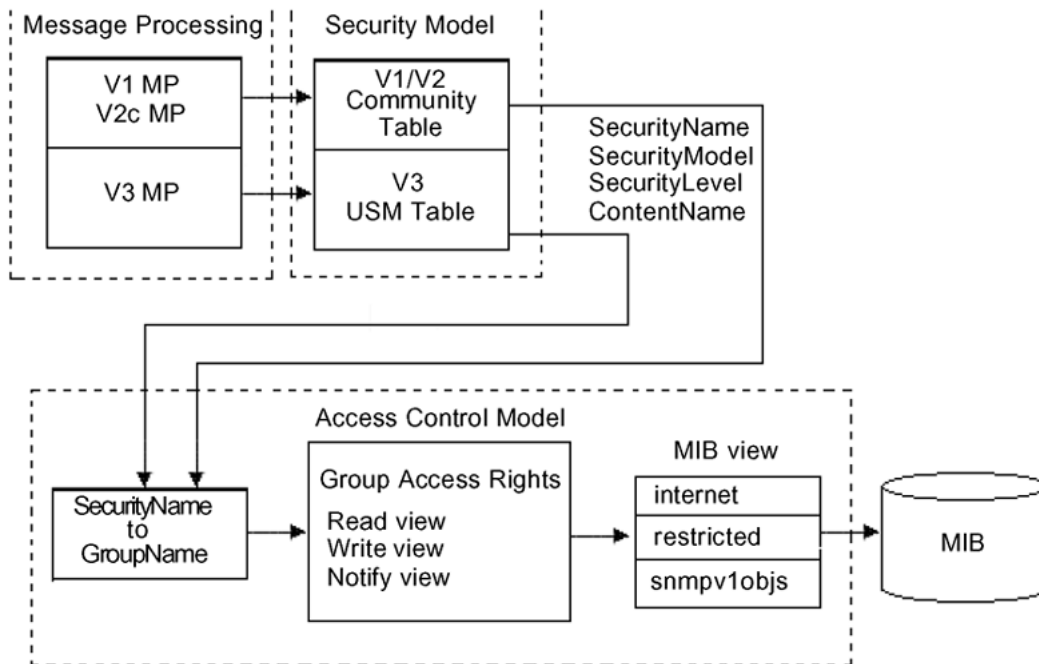 Message Processing
Security Model
V1 MP
V2c MP
V1/V2
Community
Table
SecurityName
SecurityModel
SecurityLevel
ContentName
V3 MP
V3
USM Table
Access Control Model
SecurityName
to
GroupName
Group Access Rights
Read view
Write view
Notify view
MIB view
internet
restricted
snmpv1objs
MIB